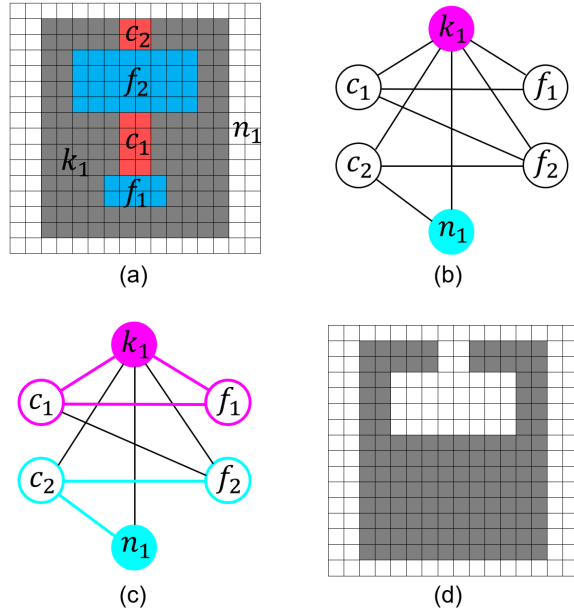 c₂
f₂
n₁
c₁
k₁
f₁
(a)
k₁
c₁ f₁
c₂ f₂
n₁
(b)
k₁
c₁ f₁
c₂ f₂
n₁
(c)
(d)